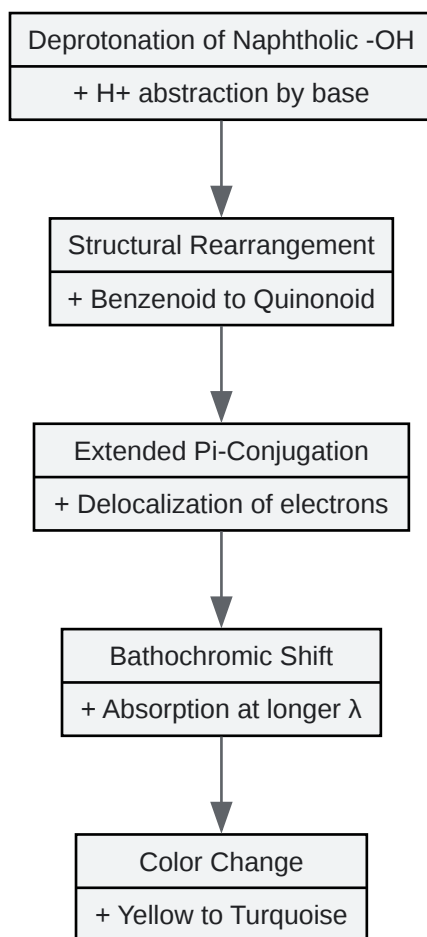 Deprotonation of Naphtholic -OH
+ H+ abstraction by base
Structural Rearrangement
+ Benzenoid to Quinonoid
Extended Pi-Conjugation
+ Delocalization of electrons
Bathochromic Shift
+ Absorption at longer λ
Color Change
+ Yellow to Turquoise